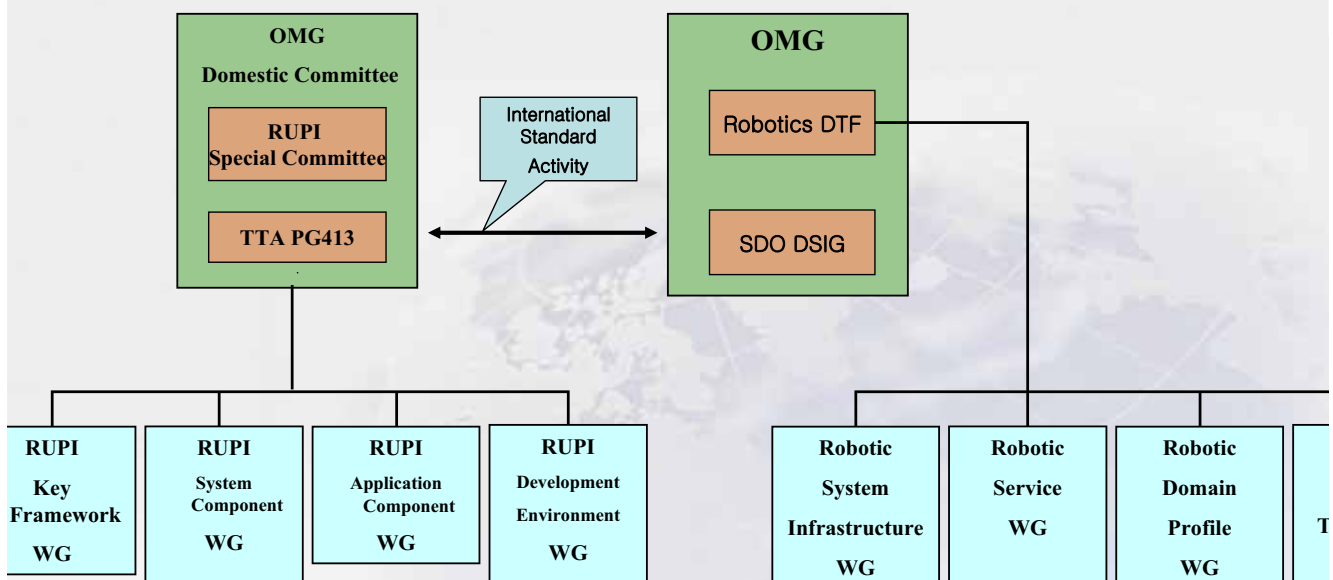 OMG
Domestic Committee
RUPI
Special Committee
TTA PG413
.
International
Standard
Activity
OMG
Robotics DTF
SDO DSIG
RUPI
Key
Framework
WG
RUPI
System
Component
WG
RUPI
Application
Component
WG
RUPI
Development
Environment
WG
Robotic
System
Infrastructure
WG
Robotic
Service
WG
Robotic
Domain
Profile
WG
T